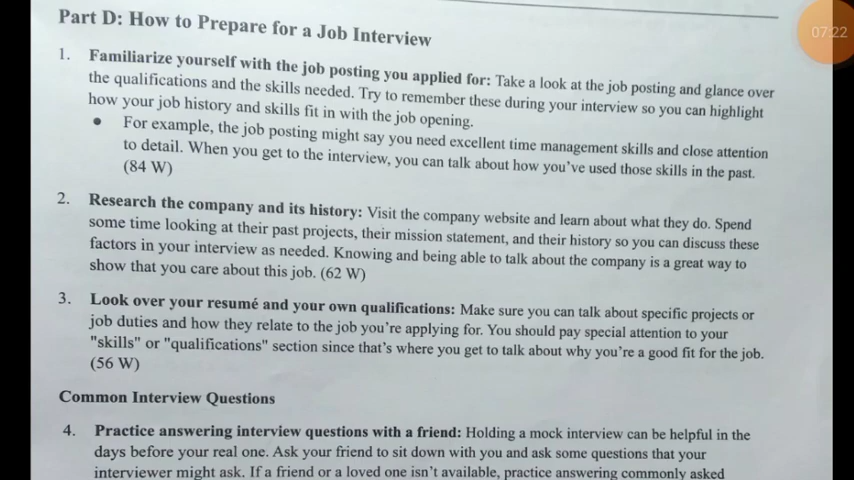 07:22
Part D: How to Prepare for a Job Interview
1. Familiarize yourself with the job posting you applied for: Take a look at the job posting and glance over
the qualifications and the skills needed. Try to remember these during your interview so you can highlight
how your job history and skills fit in with the job opening.
● For example, the job posting might say you need excellent time management skills and close attention
to detail. When you get to the interview, you can talk about how you've used those skills in the past.
(84 W)
2. Research the company and its history: Visit the company website and learn about what they do. Spend
some time looking at their past projects, their mission statement, and their history so you can discuss these
factors in your interview as needed. Knowing and being able to talk about the company is a great way to
show that you care about this job. (62 W)
3. Look over your resumé and your own qualifications: Make sure you can talk about specific projects or
job duties and how they relate to the job you're applying for. You should pay special attention to your
"skills" or "qualifications" section since that's where you get to talk about why you're a good fit for the job.
(56 W)
Common Interview Questions
4. Practice answering interview questions with a friend: Holding a mock interview can be helpful in the
days before your real one. Ask your friend to sit down with you and ask some questions that your
interviewer might ask. If a friend or a loved one isn't available, practice answering commonly asked